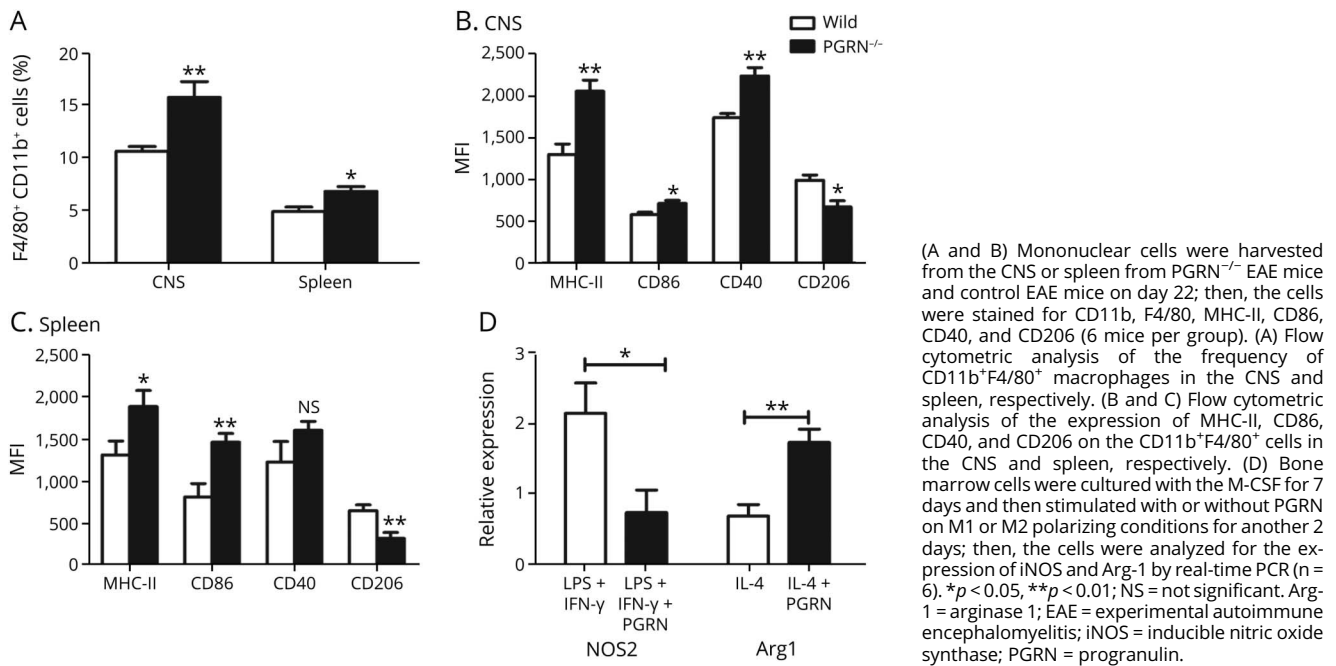 A
F4/80⁺ CD11b⁺ cells (%)
20
15
10
5
0
**
*
CNS
Spleen
B. CNS
Wild
PGRN⁻/⁻
MFI
2,500
2,000
1,500
1,000
500
0
**
*
**
*
MHC-II
CD86
CD40
CD206
C. Spleen
MFI
2,500
2,000
1,500
1,000
500
0
*
**
NS
**
MHC-II
CD86
CD40
CD206
D
Relative expression
3
2
1
0
*
**
LPS +
IFN-γ
LPS +
IFN-γ +
PGRN
IL-4
IL-4 +
PGRN
NOS2
Arg1
(A and B) Mononuclear cells were harvested
from the CNS or spleen from PGRN⁻/⁻ EAE mice
and control EAE mice on day 22; then, the cells
were stained for CD11b, F4/80, MHC-II, CD86,
CD40, and CD206 (6 mice per group). (A) Flow
cytometric analysis of the frequency of
CD11b⁺F4/80⁺ macrophages in the CNS and
spleen, respectively. (B and C) Flow cytometric
analysis of the expression of MHC-II, CD86,
CD40, and CD206 on the CD11b⁺F4/80⁺ cells in
the CNS and spleen, respectively. (D) Bone
marrow cells were cultured with the M-CSF for 7
days and then stimulated with or without PGRN
on M1 or M2 polarizing conditions for another 2
days; then, the cells were analyzed for the ex-
pression of iNOS and Arg-1 by real-time PCR (n =
6). *p < 0.05, **p < 0.01; NS = not significant. Arg-
1 = arginase 1; EAE = experimental autoimmune
encephalomyelitis; iNOS = inducible nitric oxide
synthase; PGRN = progranulin.